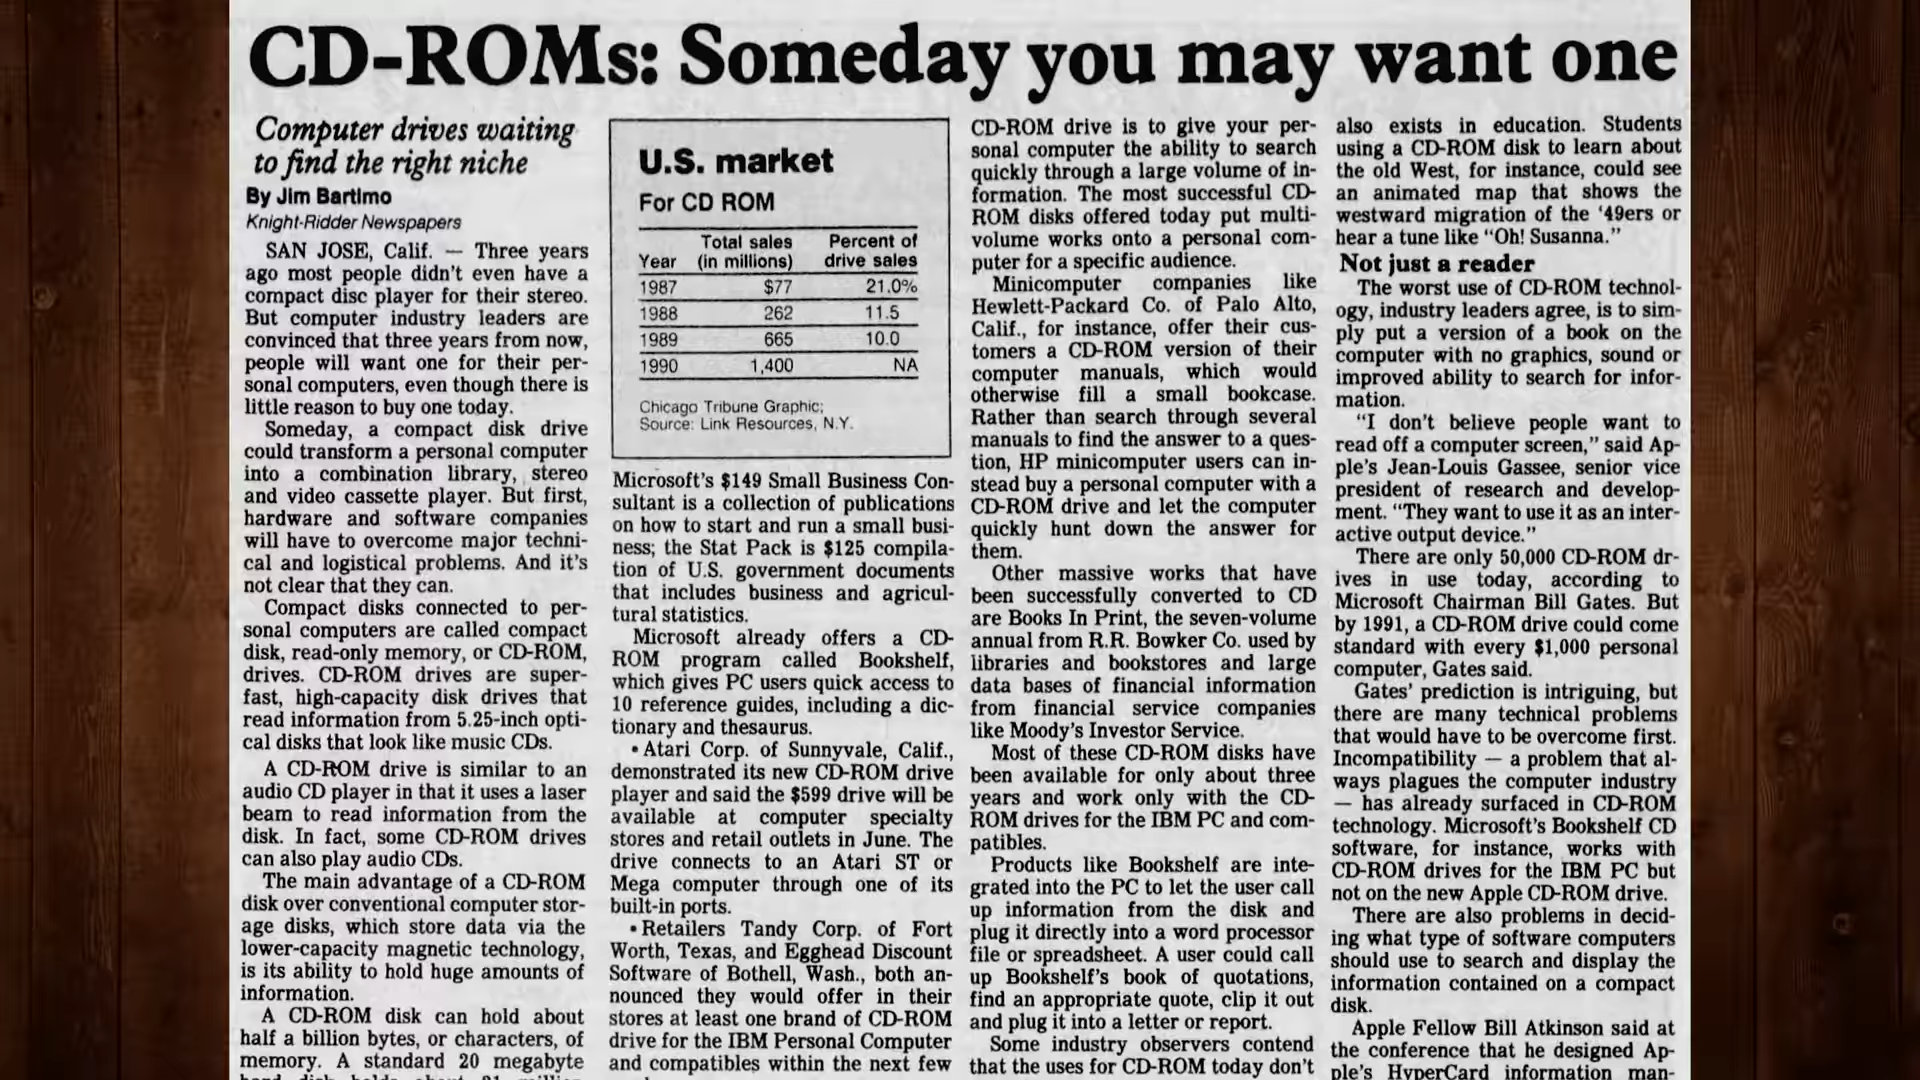 CD-ROMs: Someday you may want one
Computer drives waiting
to find the right niche
By Jim Bartimo
Knight-Ridder Newspapers
SAN JOSE, Calif. — Three years
ago most people didn't even have a
compact disc player for their stereo.
But computer industry leaders are
convinced that three years from now,
people will want one for their per-
sonal computers, even though there is
little reason to buy one today.
Someday, a compact disk drive
could transform a personal computer
into a combination library, stereo
and video cassette player. But first,
hardware and software companies
will have to overcome major techni-
cal and logistical problems. And it's
not clear that they can.
Compact disks connected to per-
sonal computers are called compact
disk, read-only memory, or CD-ROM,
drives. CD-ROM drives are super-
fast, high-capacity disk drives that
read information from 5.25-inch opti-
cal disks that look like music CDs.
A CD-ROM drive is similar to an
audio CD player in that it uses a laser
beam to read information from the
disk. In fact, some CD-ROM drives
can also play audio CDs.
The main advantage of a CD-ROM
disk over conventional computer stor-
age disks, which store data via the
lower-capacity magnetic technology,
is its ability to hold huge amounts of
information.
A CD-ROM disk can hold about
half a billion bytes, or characters, of
memory. A standard 20 megabyte
U.S. market
For CD ROM
Year Total sales (in millions) Percent of drive sales
1987 $77 21.0%
1988 262 11.5
1989 665 10.0
1990 1,400 NA
Chicago Tribune Graphic;
Source: Link Resources, N.Y.
Microsoft's $149 Small Business Con-
sultant is a collection of publications
on how to start and run a small busi-
ness; the Stat Pack is $125 compila-
tion of U.S. government documents
that includes business and agricul-
tural statistics.
Microsoft already offers a CD-
ROM program called Bookshelf,
which gives PC users quick access to
10 reference guides, including a dic-
tionary and thesaurus.
• Atari Corp. of Sunnyvale, Calif.,
demonstrated its new CD-ROM drive
player and said the $599 drive will be
available at computer specialty
stores and retail outlets in June. The
drive connects to an Atari ST or
Mega computer through one of its
built-in ports.
• Retailers Tandy Corp. of Fort
Worth, Texas, and Egghead Discount
Software of Bothell, Wash., both an-
nounced they would offer in their
stores at least one brand of CD-ROM
drive for the IBM Personal Computer
and compatibles within the next few
CD-ROM drive is to give your per-
sonal computer the ability to search
quickly through a large volume of in-
formation. The most successful CD-
ROM disks offered today put multi-
volume works onto a personal com-
puter for a specific audience.
Minicomputer companies like
Hewlett-Packard Co. of Palo Alto,
Calif., for instance, offer their cus-
tomers a CD-ROM version of their
computer manuals, which would
otherwise fill a small bookcase.
Rather than search through several
manuals to find the answer to a ques-
tion, HP minicomputer users can in-
stead buy a personal computer with a
CD-ROM drive and let the computer
quickly hunt down the answer for
them.
Other massive works that have
been successfully converted to CD
are Books In Print, the seven-volume
annual from R.R. Bowker Co. used by
libraries and bookstores and large
data bases of financial information
from financial service companies
like Moody's Investor Service.
Most of these CD-ROM disks have
been available for only about three
years and work only with the CD-
ROM drives for the IBM PC and com-
patibles.
Products like Bookshelf are inte-
grated into the PC to let the user call
up information from the disk and
plug it directly into a word processor
file or spreadsheet. A user could call
up Bookshelf's book of quotations,
find an appropriate quote, clip it out
and plug it into a letter or report.
Some industry observers contend
that the uses for CD-ROM today don't
also exists in education. Students
using a CD-ROM disk to learn about
the old West, for instance, could see
an animated map that shows the
westward migration of the '49ers or
hear a tune like "Oh! Susanna."
Not just a reader
The worst use of CD-ROM technol-
ogy, industry leaders agree, is to sim-
ply put a version of a book on the
computer with no graphics, sound or
improved ability to search for infor-
mation.
"I don't believe people want to
read off a computer screen," said Ap-
ple's Jean-Louis Gassee, senior vice
president of research and develop-
ment. "They want to use it as an inter-
active output device."
There are only 50,000 CD-ROM dr-
ives in use today, according to
Microsoft Chairman Bill Gates. But
by 1991, a CD-ROM drive could come
standard with every $1,000 personal
computer, Gates said.
Gates' prediction is intriguing, but
there are many technical problems
that would have to be overcome first.
Incompatibility — a problem that al-
ways plagues the computer industry
— has already surfaced in CD-ROM
technology. Microsoft's Bookshelf CD
software, for instance, works with
CD-ROM drives for the IBM PC but
not on the new Apple CD-ROM drive.
There are also problems in decid-
ing what type of software computers
should use to search and display the
information contained on a compact
disk.
Apple Fellow Bill Atkinson said at
the conference that he designed Ap-
ple's HyperCard information man-